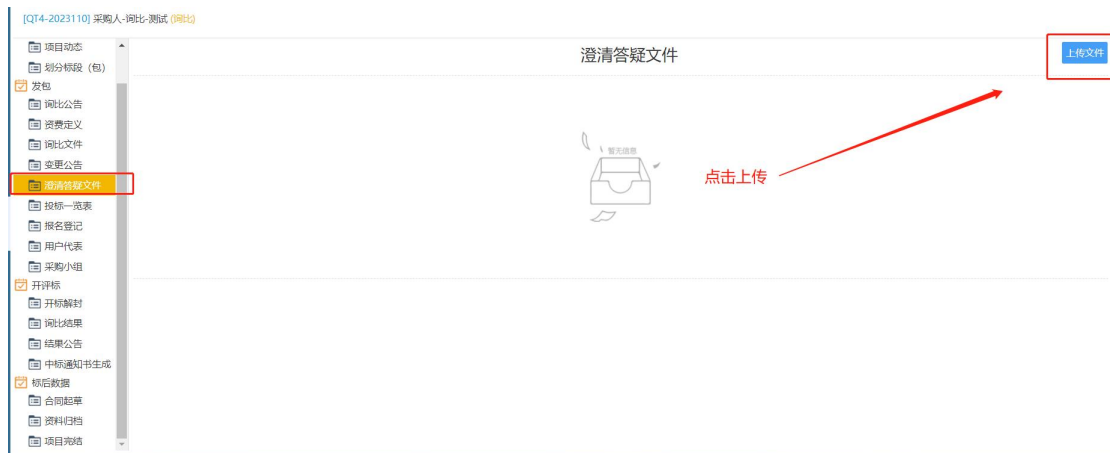 [QT4-2023110] 采购人-询比-测试 (询比)
项目动态
划分标段（包）
发包
询比公告
资费定义
询比文件
变更公告
澄清答疑文件
投标一览表
报名登记
用户代表
采购小组
开评标
开标解封
询比结果
结果公告
中标通知书生成
标后数据
合同起草
资料归档
项目完结
澄清答疑文件
上传文件
暂无信息
点击上传